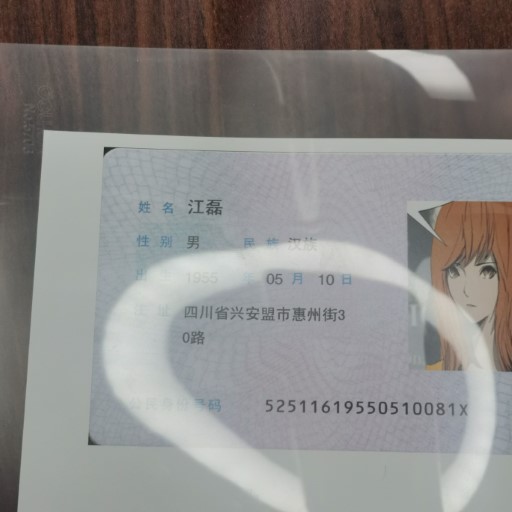 姓名 江磊
性别 男 民族 汉族
出生 1955 年 05 月 10 日
住址 四川省兴安盟市惠州街3
0路
公民身份号码 52511619550510081X